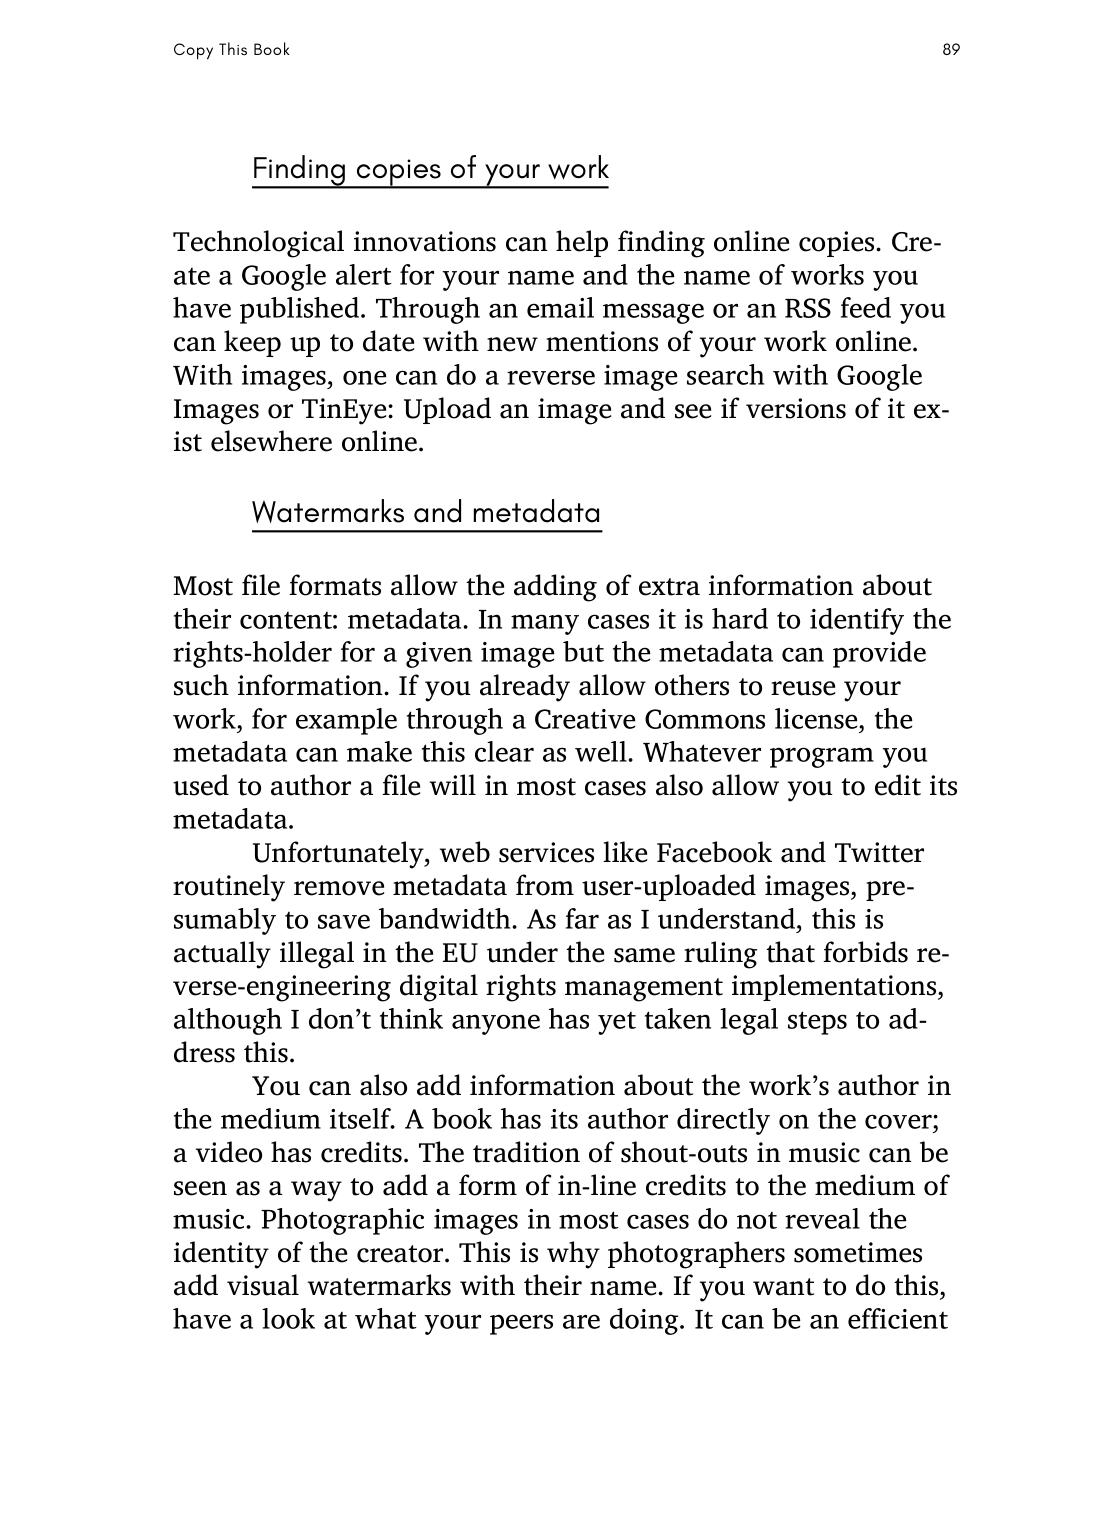 Copy This Book 89
Finding copies of your work
Technological innovations can help finding online copies. Cre-
ate a Google alert for your name and the name of works you
have published. Through an email message or an RSS feed you
can keep up to date with new mentions of your work online.
With images, one can do a reverse image search with Google
Images or TinEye: Upload an image and see if versions of it ex-
ist elsewhere online.
Watermarks and metadata
Most file formats allow the adding of extra information about
their content: metadata. In many cases it is hard to identify the
rights-holder for a given image but the metadata can provide
such information. If you already allow others to reuse your
work, for example through a Creative Commons license, the
metadata can make this clear as well. Whatever program you
used to author a file will in most cases also allow you to edit its
metadata.
Unfortunately, web services like Facebook and Twitter
routinely remove metadata from user-uploaded images, pre-
sumably to save bandwidth. As far as I understand, this is
actually illegal in the EU under the same ruling that forbids re-
verse-engineering digital rights management implementations,
although I don’t think anyone has yet taken legal steps to ad-
dress this.
You can also add information about the work’s author in
the medium itself. A book has its author directly on the cover;
a video has credits. The tradition of shout-outs in music can be
seen as a way to add a form of in-line credits to the medium of
music. Photographic images in most cases do not reveal the
identity of the creator. This is why photographers sometimes
add visual watermarks with their name. If you want to do this,
have a look at what your peers are doing. It can be an efficient